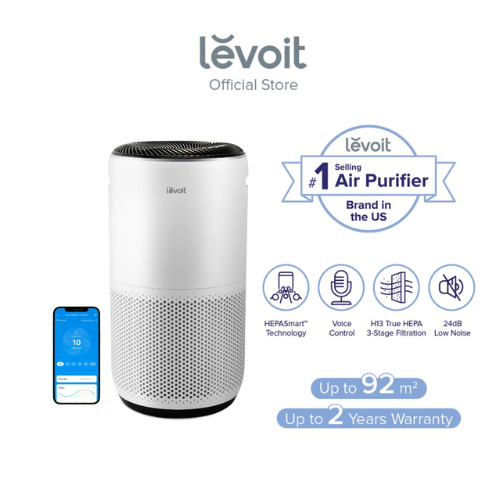 levoit
Official Store
levoit
levoit
Selling
#1 Air Purifier
Brand in
the US
10
HEPASmart™
Technology
Voice
Control
H13 True HEPA
3-Stage Filtration
24dB
Low Noise
Up to 92 m²
Up to 2 Years Warranty